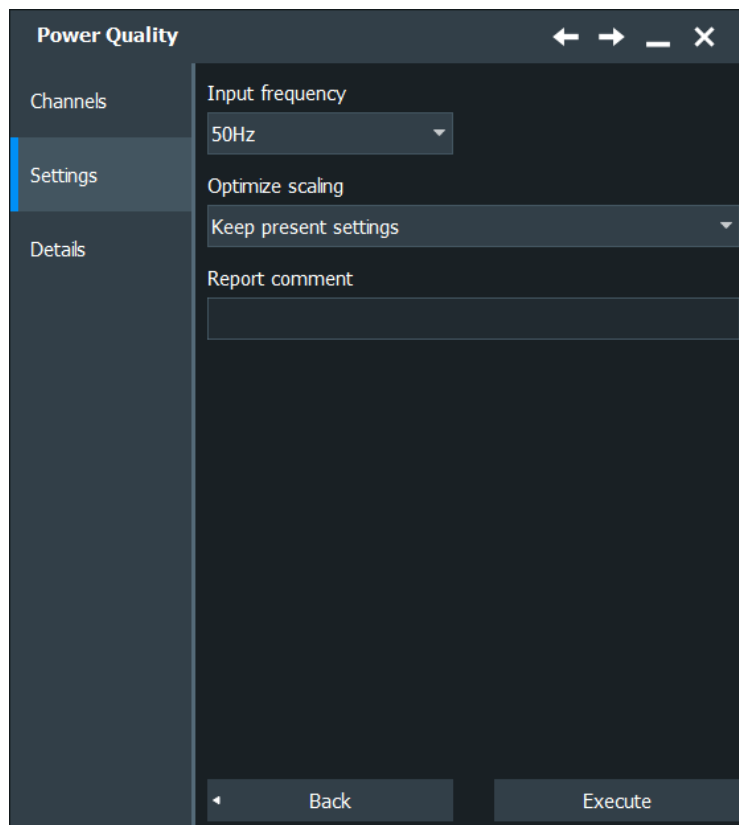 Power Quality
Channels
Settings
Details
Input frequency
50Hz
Optimize scaling
Keep present settings
Report comment
Back
Execute